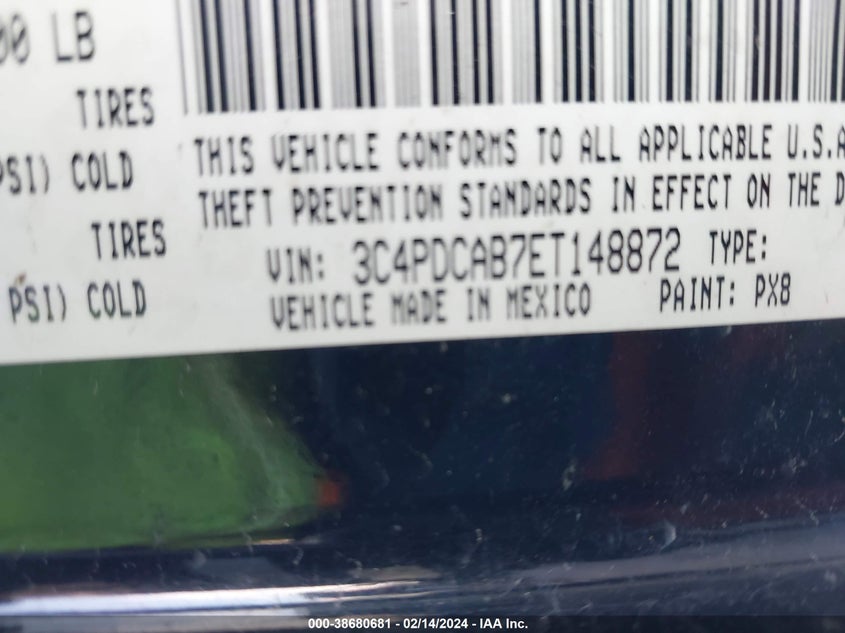 00 LB
TIRES
PSI) COLD
TIRES
PSI) COLD
THIS VEHICLE CONFORMS TO ALL APPLICABLE U.S.A
THEFT PREVENTION STANDARDS IN EFFECT ON THE D
VIN: 3C4PDCAB7ET148872 TYPE:
VEHICLE MADE IN MEXICO PAINT: PX8
000-38680681 - 02/14/2024 - IAA Inc.